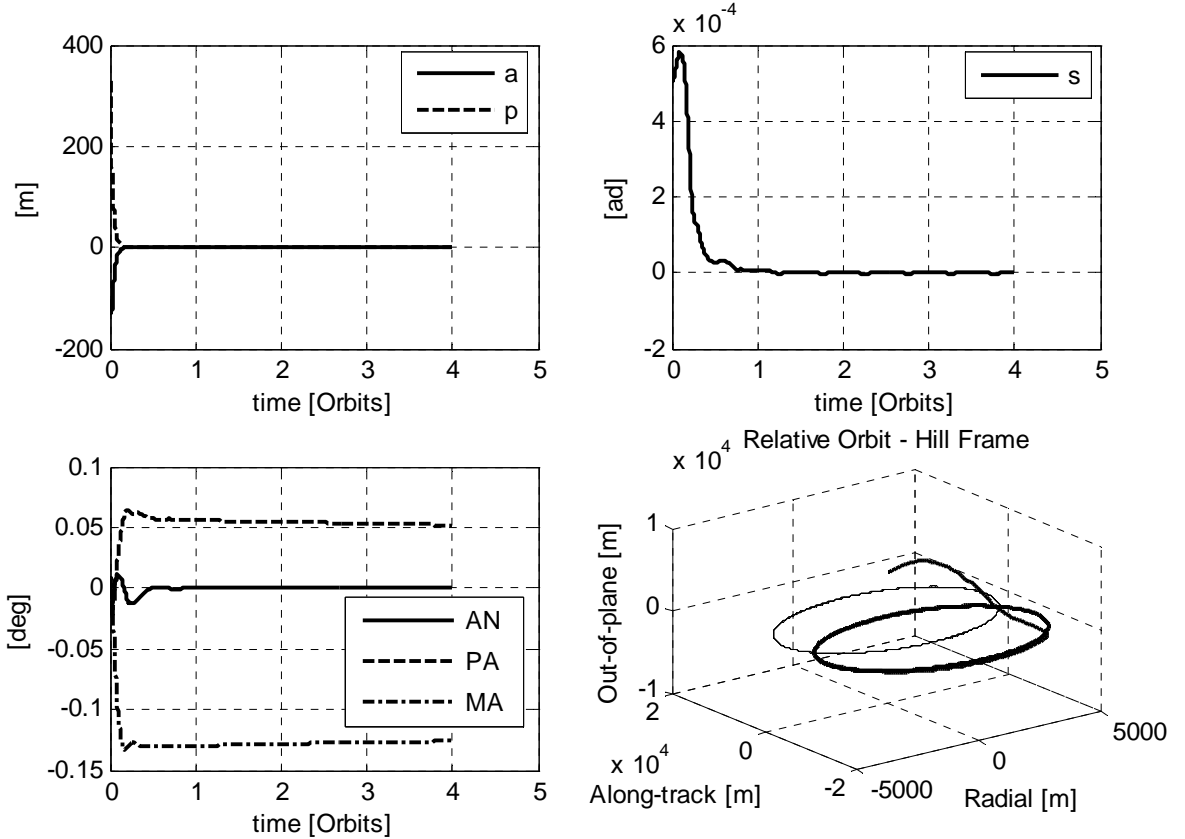 400
200
0
-200
[m]
a
p
0 1 2 3 4 5
time [Orbits]
x 10-4
6
4
2
0
-2
[ad]
s
0 1 2 3 4 5
time [Orbits]
0.1
0.05
0
-0.05
-0.1
-0.15
[deg]
AN
PA
MA
0 1 2 3 4 5
time [Orbits]
Relative Orbit - Hill Frame
x 10^4
1
0
-1
Out-of-plane [m]
2
0
-2
x 10^4
Along-track [m]
-5000
0
5000
Radial [m]